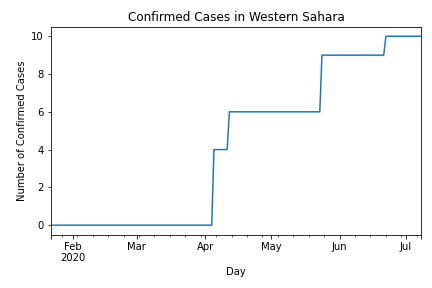 Confirmed Cases in Western Sahara
10
8
6
4
2
0
Number of Confirmed Cases
Feb Mar Apr May Jun Jul
2020
Day